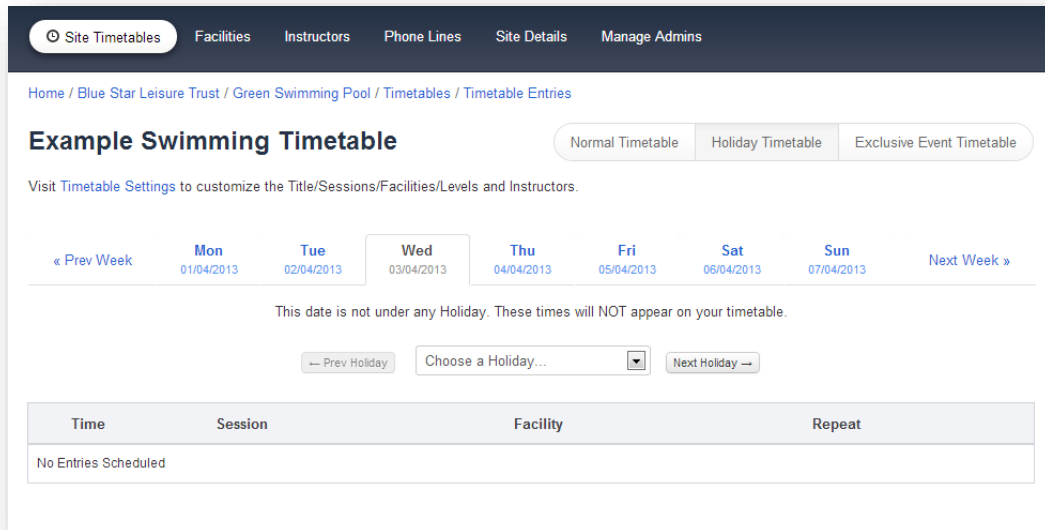 Site Timetables Facilities Instructors Phone Lines Site Details Manage Admins
Home / Blue Star Leisure Trust / Green Swimming Pool / Timetables / Timetable Entries
Example Swimming Timetable
Normal Timetable Holiday Timetable Exclusive Event Timetable
Visit Timetable Settings to customize the Title/Sessions/Facilities/Levels and Instructors.
« Prev Week Mon Tue Wed Thu Fri Sat Sun Next Week »
01/04/2013 02/04/2013 03/04/2013 04/04/2013 05/04/2013 06/04/2013 07/04/2013
This date is not under any Holiday. These times will NOT appear on your timetable.
← Prev Holiday Choose a Holiday... Next Holiday →
Time Session Facility Repeat
No Entries Scheduled